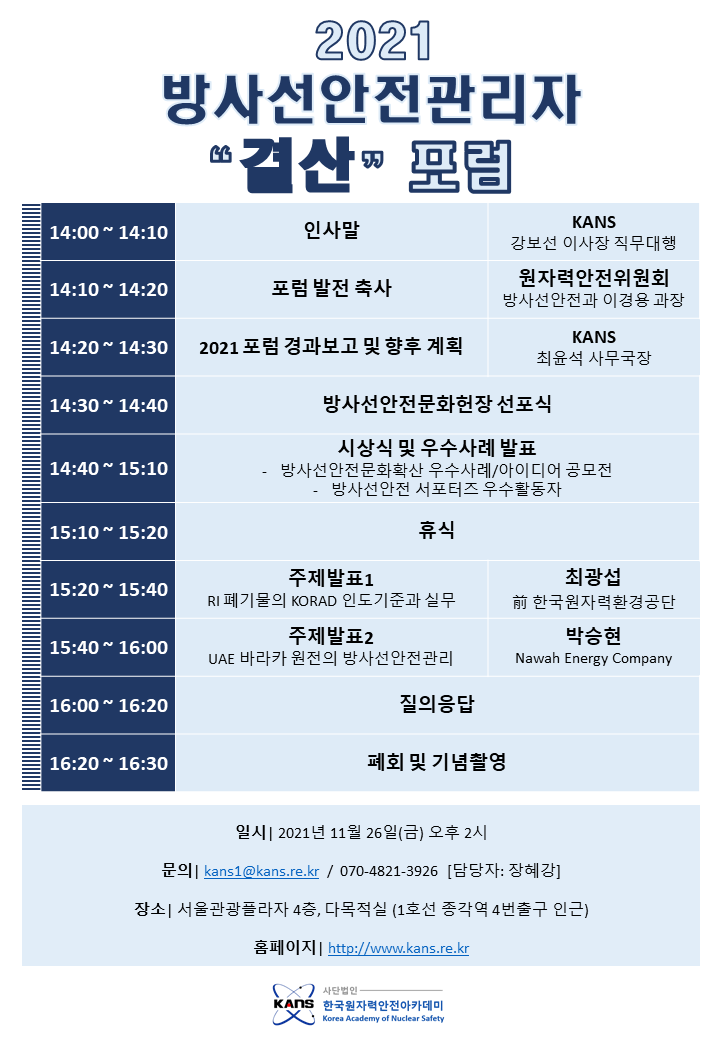 2021
방사선안전관리자
“결산” 포럼
14:00 ~ 14:10
인사말
KANS
강보선 이사장 직무대행
14:10 ~ 14:20
포럼 발전 축사
원자력안전위원회
방사선안전과 이경용 과장
14:20 ~ 14:30
2021 포럼 경과보고 및 향후 계획
KANS
최윤석 사무국장
14:30 ~ 14:40
방사선안전문화헌장 선포식
14:40 ~ 15:10
시상식 및 우수사례 발표
- 방사선안전문화확산 우수사례/아이디어 공모전
- 방사선안전 서포터즈 우수활동자
15:10 ~ 15:20
휴식
15:20 ~ 15:40
주제발표1
RI 폐기물의 KORAD 인도기준과 실무
최광섭
前 한국원자력환경공단
15:40 ~ 16:00
주제발표2
UAE 바라카 원전의 방사선안전관리
박승현
Nawah Energy Company
16:00 ~ 16:20
질의응답
16:20 ~ 16:30
폐회 및 기념촬영
일시| 2021년 11월 26일(금) 오후 2시
문의| kans1@kans.re.kr / 070-4821-3926 [담당자: 장혜강]
장소| 서울관광플라자 4층, 다목적실 (1호선 종각역 4번출구 인근)
홈페이지| http://www.kans.re.kr
KANS
사단법인
한국원자력안전아카데미
Korea Academy of Nuclear Safety